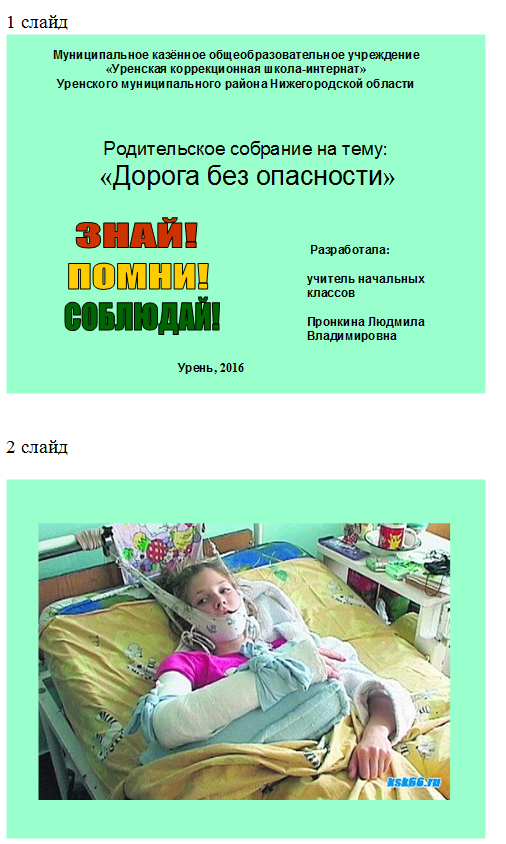 1 слайд
Муниципальное казённое общеобразовательное учреждение
«Уренская коррекционная школа-интернат»
Уренского муниципального района Нижегородской области
Родительское собрание на тему:
«Дорога без опасности»
ЗНАЙ!
ПОМНИ!
СОБЛЮДАЙ!
Разработала:
учитель начальных
классов
Пронкина Людмила
Владимировна
Урень, 2016
2 слайд
ksk66.ru